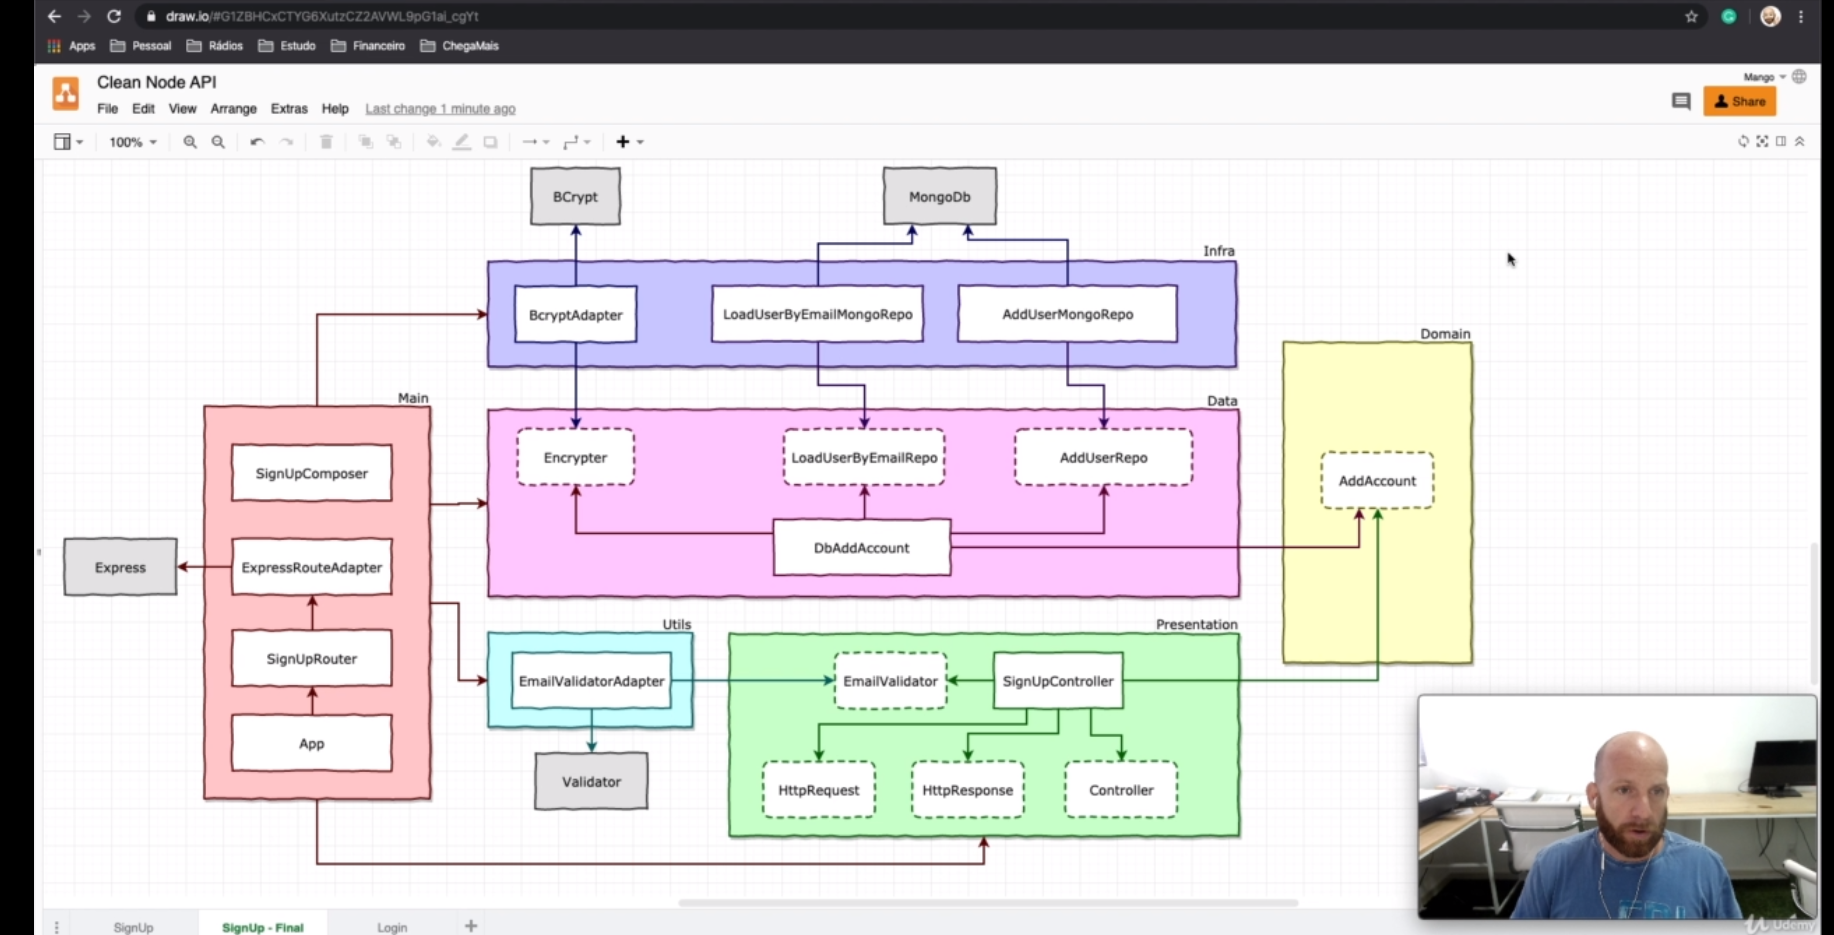 draw.io/#G1ZBHCxCTYG6XutzCZ2AVWL9pG1ai_cgYt
Apps Pessoal Rádios Estudo Financeiro ChegaMais
Clean Node API
Mango
File Edit View Arrange Extras Help Last change 1 minute ago
Share
100%
BCrypt
MongoDb
Infra
BcryptAdapter
LoadUserByEmailMongoRepo
AddUserMongoRepo
Domain
Main
Data
Encrypter
LoadUserByEmailRepo
AddUserRepo
AddAccount
SignUpComposer
DbAddAccount
Express
ExpressRouteAdapter
Utils
Presentation
SignUpRouter
EmailValidatorAdapter
EmailValidator
SignUpController
App
Validator
HttpRequest
HttpResponse
Controller
SignUp
SignUp - Final
Login
Udemy